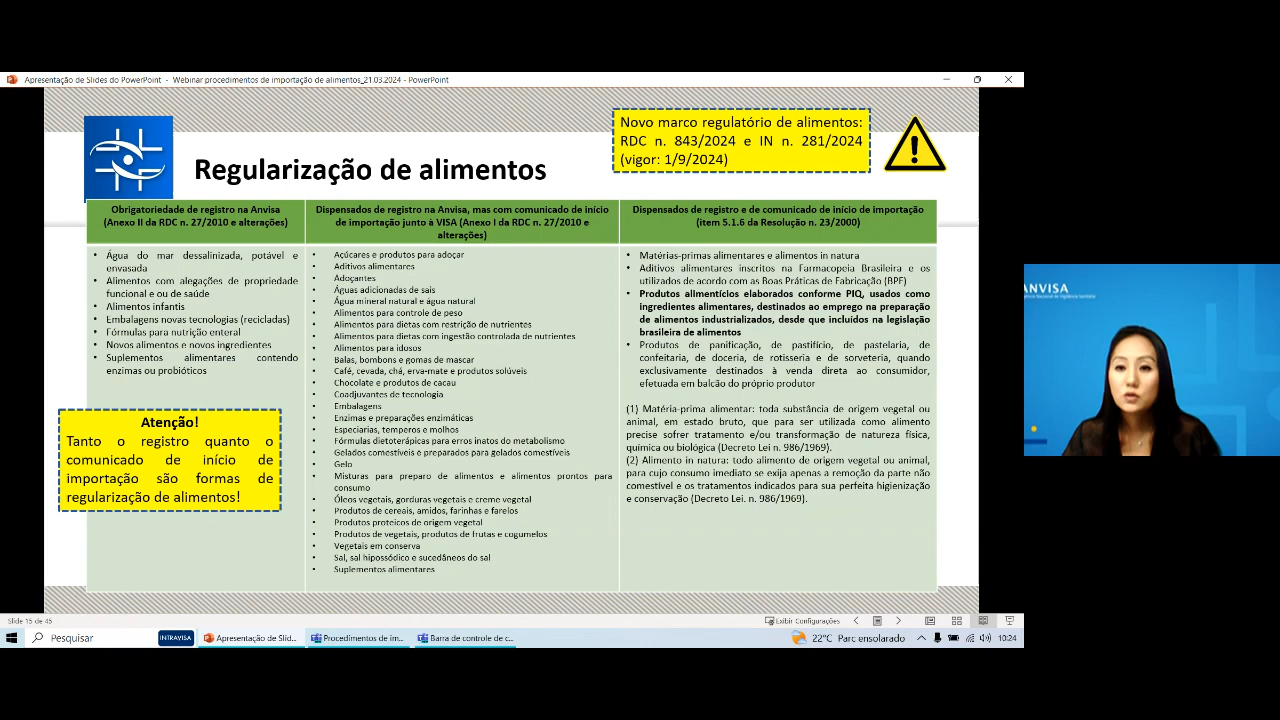 Apresentação de Slides do PowerPoint - Webinar procedimentos de importação de alimentos_21.03.2024 - PowerPoint
Novo marco regulatório de alimentos:
RDC n. 843/2024 e IN n. 281/2024
(vigor: 1/9/2024)
Regularização de alimentos
Obrigatoriedade de registro na Anvisa
(Anexo II da RDC n. 27/2010 e alterações)
• Água do mar dessalinizada, potável e
envasada
• Alimentos com alegações de propriedade
funcional e ou de saúde
• Alimentos infantis
• Embalagens novas tecnologias (recicladas)
• Fórmulas para nutrição enteral
• Novos alimentos e novos ingredientes
• Suplementos alimentares contendo
enzimas ou probióticos
Atenção!
Tanto o registro quanto o
comunicado de início de
importação são formas de
regularização de alimentos!
Dispensados de registro na Anvisa, mas com comunicado de início
de importação junto à VISA (Anexo I da RDC n. 27/2010 e
alterações)
• Açúcares e produtos para adoçar
• Aditivos alimentares
• Adoçantes
• Águas adicionadas de sais
• Água mineral natural e água natural
• Alimentos para controle de peso
• Alimentos para dietas com restrição de nutrientes
• Alimentos para dietas com ingestão controlada de nutrientes
• Alimentos para idosos
• Balas, bombons e gomas de mascar
• Café, cevada, chá, erva-mate e produtos solúveis
• Chocolate e produtos de cacau
• Coadjuvantes de tecnologia
• Embalagens
• Enzimas e preparações enzimáticas
• Especiarias, temperos e molhos
• Fórmulas dietoterápicas para erros inatos do metabolismo
• Gelados comestíveis e preparados para gelados comestíveis
• Gelo
• Misturas para preparo de alimentos e alimentos prontos para
consumo
• Óleos vegetais, gorduras vegetais e creme vegetal
• Produtos de cereais, amidos, farinhas e farelos
• Produtos proteicos de origem vegetal
• Produtos de vegetais, produtos de frutas e cogumelos
• Vegetais em conserva
• Sal, sal hipossódico e sucedâneos do sal
• Suplementos alimentares
Dispensados de registro e de comunicado de início de importação
(item 5.1.6 da Resolução n. 23/2000)
• Matérias-primas alimentares e alimentos in natura
• Aditivos alimentares inscritos na Farmacopeia Brasileira e os
utilizados de acordo com as Boas Práticas de Fabricação (BPF)
• Produtos alimentícios elaborados conforme PIQ, usados como
ingredientes alimentares, destinados ao emprego na preparação
de alimentos industrializados, desde que incluídos na legislação
brasileira de alimentos
• Produtos de panificação, de pastifício, de pastelaria, de
confeitaria, de doceria, de rotisseria e de sorveteria, quando
exclusivamente destinados à venda direta ao consumidor,
efetuada em balcão do próprio produtor
(1) Matéria-prima alimentar: toda substância de origem vegetal ou
animal, em estado bruto, que para ser utilizada como alimento
precise sofrer tratamento e/ou transformação de natureza física,
química ou biológica (Decreto Lei n. 986/1969).
(2) Alimento in natura: todo alimento de origem vegetal ou animal,
para cujo consumo imediato se exija apenas a remoção da parte não
comestível e os tratamentos indicados para sua perfeita higienização
e conservação (Decreto Lei. n. 986/1969).
ANVISA
Agência Nacional de Vigilância Sanitária
Slide 15 de 45
Exibir Configurações
Pesquisar
INTRAVISA
Apresentação de Slid...
Procedimentos de im...
Barra de controle de c...
22°C Parc ensolarado
10:24